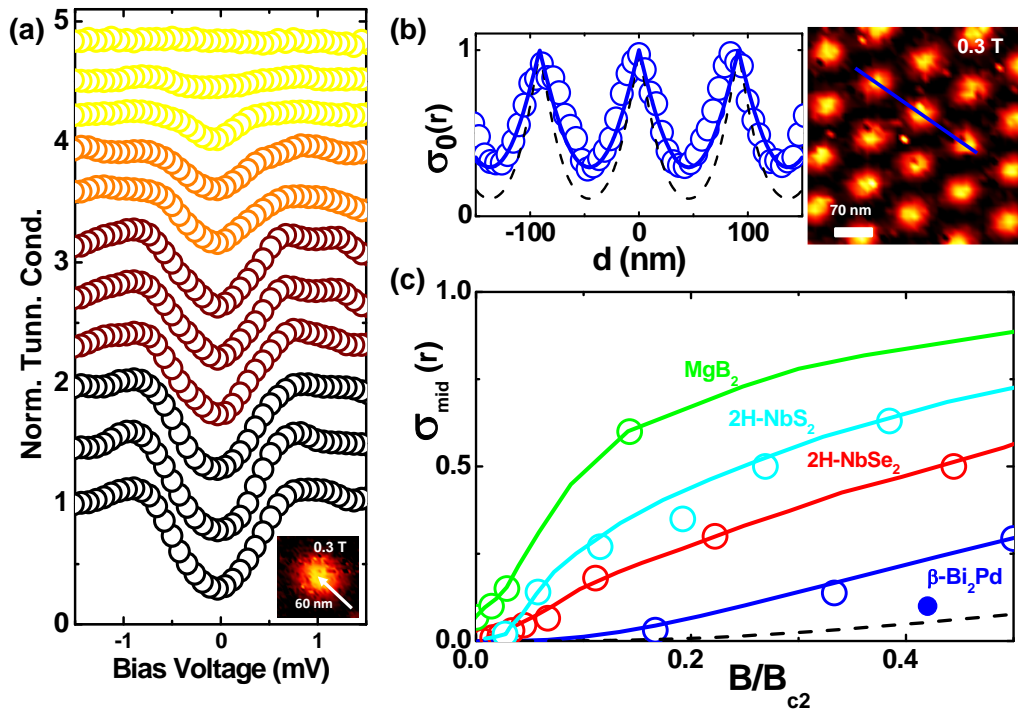 (a)
5
4
3
2
1
0
Norm. Tunn. Cond.
-1
0
1
Bias Voltage (mV)
0.3 T
60 nm
(b)
1
0
σ0(r)
-100
0
100
d (nm)
0.3 T
70 nm
(c)
1.0
0.5
0.0
σmid (r)
MgB2
2H-NbS2
2H-NbSe2
β-Bi2Pd
0.0
0.2
0.4
B/Bc2